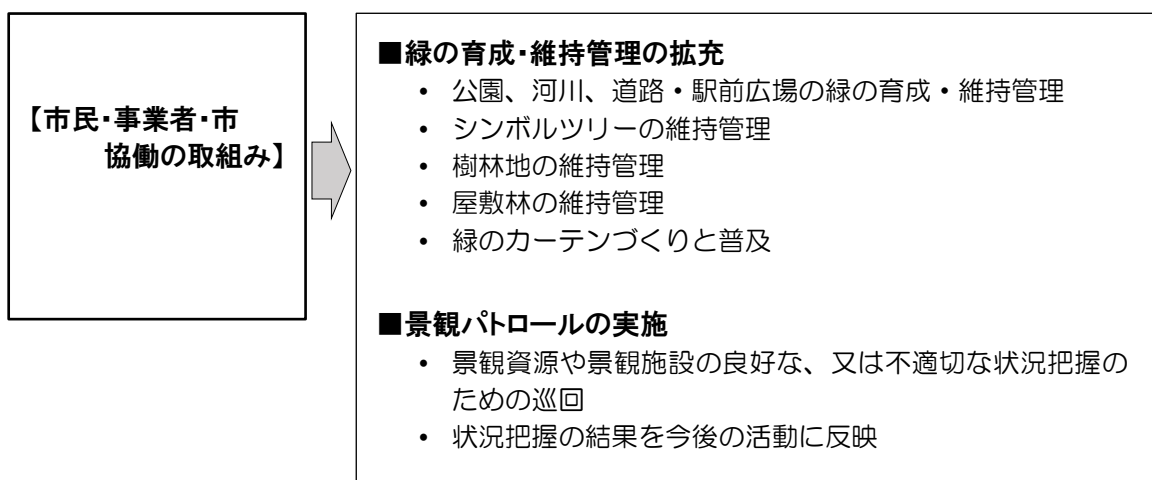 【市民・事業者・市
協働の取組み】
■緑の育成・維持管理の拡充
• 公園、河川、道路・駅前広場の緑の育成・維持管理
• シンボルツリーの維持管理
• 樹林地の維持管理
• 屋敷林の維持管理
• 緑のカーテンづくりと普及
■景観パトロールの実施
• 景観資源や景観施設の良好な、又は不適切な状況把握の
ための巡回
• 状況把握の結果を今後の活動に反映